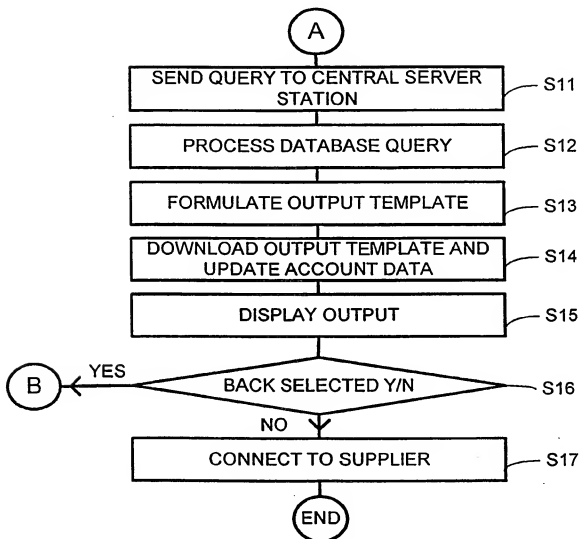 A
SEND QUERY TO CENTRAL SERVER
STATION
S11
PROCESS DATABASE QUERY
S12
FORMULATE OUTPUT TEMPLATE
S13
DOWNLOAD OUTPUT TEMPLATE AND
UPDATE ACCOUNT DATA
S14
DISPLAY OUTPUT
S15
B
YES
BACK SELECTED Y/N
S16
NO
CONNECT TO SUPPLIER
S17
END